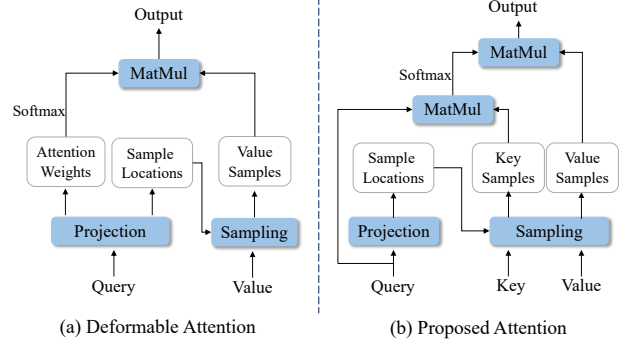 Output
MatMul
Softmax
Attention
Weights
Sample
Locations
Value
Samples
Projection
Sampling
Query
Value
(a) Deformable Attention
Output
MatMul
Softmax
MatMul
Sample
Locations
Key
Samples
Value
Samples
Projection
Sampling
Query
Key
Value
(b) Proposed Attention